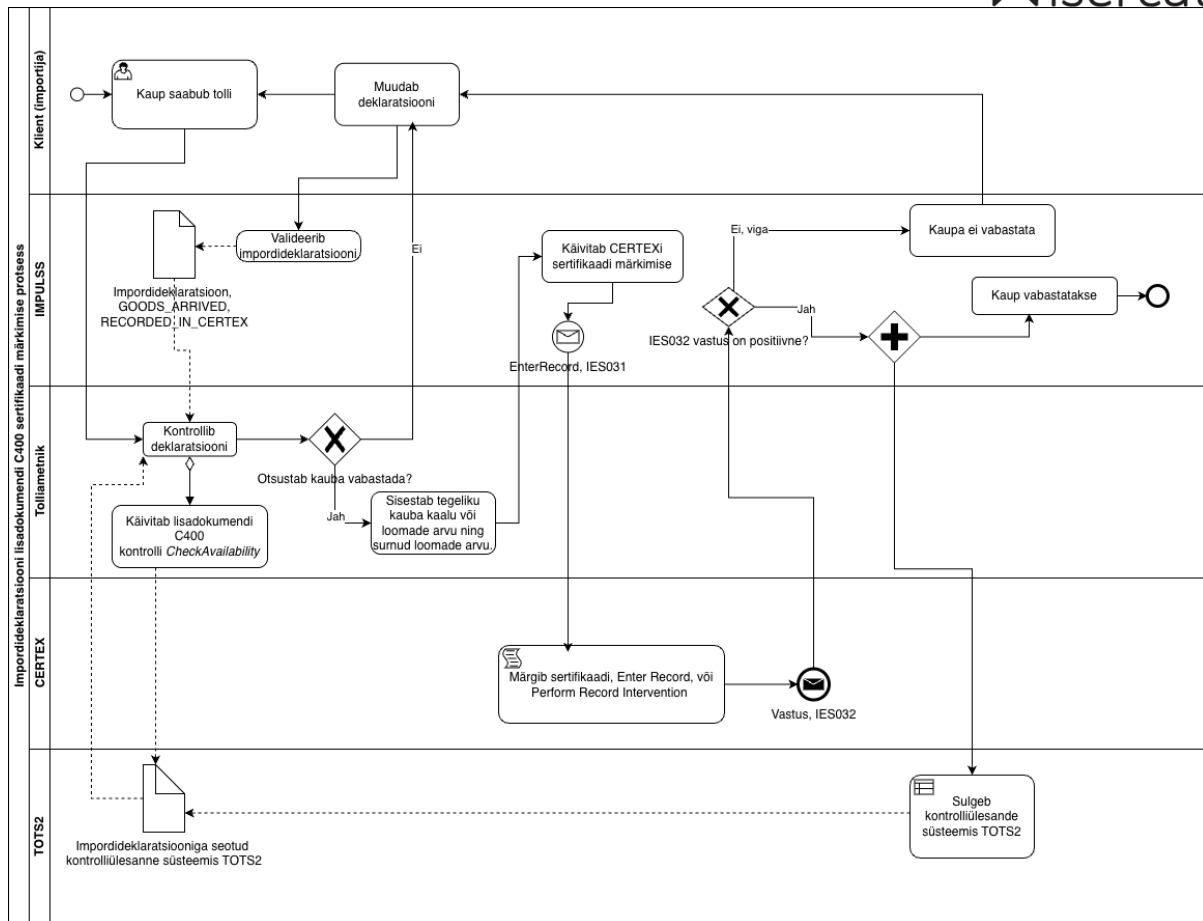 Impordideklaratsiooni lisadokumendi C400 sertifikaadi märkimise protsess
Klient (importija)
Kaup saabub tolli
Muudab
deklaratsiooni
IMPULSS
Valideerib
impordideklaratsiooni
Impordideklaratsioon,
GOODS_ARRIVED,
RECORDED_IN_CERTEX
Ei
Käivitab CERTEXi
sertifikaadi märkimise
EnterRecord, IES031
Ei, viga
Kaupa ei vabastata
Jah
IES032 vastus on positiivne?
Kaup vabastatakse
Tolliametnik
Kontrollib
deklaratsiooni
Otsustab kauba vabastada?
Jah
Käivitab lisadokumendi
C400
kontrolli CheckAvailability
Sisestab tegeliku
kauba kaalu või
loomade arvu ning
surnud loomade arvu.
CERTEX
Märgib sertifikaadi, Enter Record, või
Perform Record Intervention
Vastus, IES032
TOTS2
Impordideklaratsiooniga seotud
kontrolliülesanne süsteemis TOTS2
Sulgeb
kontrolliülesande
süsteemis TOTS2